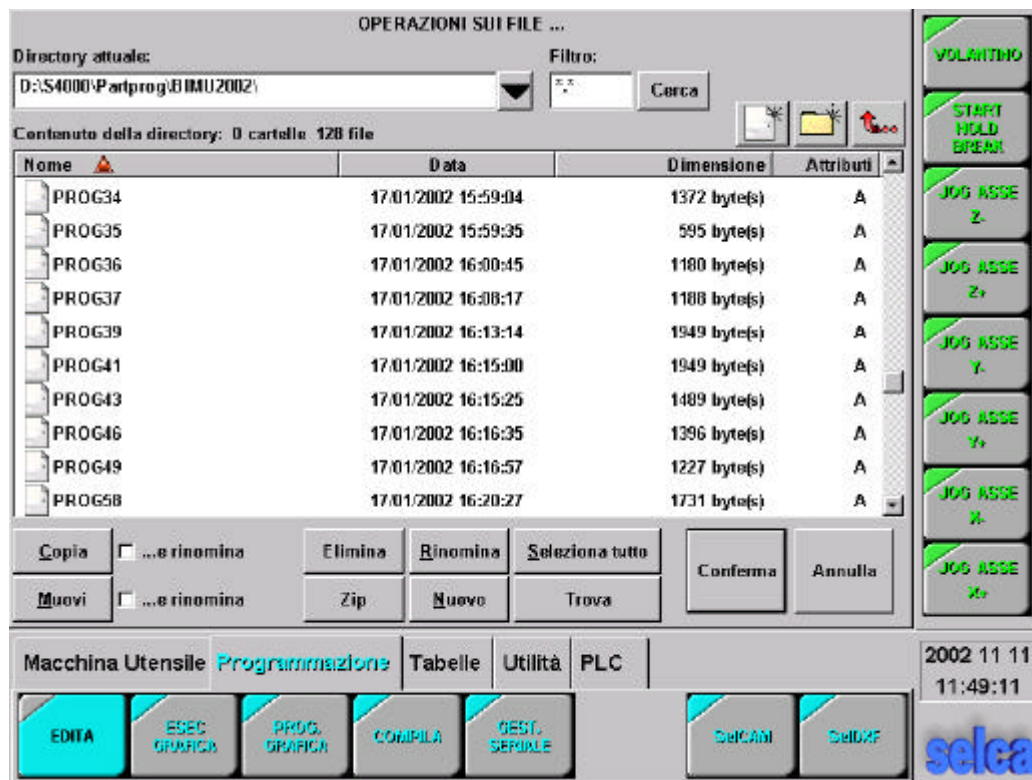 OPERAZIONI SUI FILE ...
Directory attuale:
Filtro:
D:\S4000\Partprog\BIMU2002\
*.*
Cerca
Contenuto della directory: 0 cartelle 128 file
Nome Data Dimensione Attributi
PROG34 17/01/2002 15:59:04 1372 byte(s) A
PROG35 17/01/2002 15:59:35 595 byte(s) A
PROG36 17/01/2002 16:00:45 1180 byte(s) A
PROG37 17/01/2002 16:08:17 1188 byte(s) A
PROG39 17/01/2002 16:13:14 1949 byte(s) A
PROG41 17/01/2002 16:15:00 1949 byte(s) A
PROG43 17/01/2002 16:15:25 1489 byte(s) A
PROG46 17/01/2002 16:16:35 1396 byte(s) A
PROG49 17/01/2002 16:16:57 1227 byte(s) A
PROG58 17/01/2002 16:20:27 1731 byte(s) A
Copia ...e rinomina Elimina Rinomina Seleziona tutto
Muovi ...e rinomina Zip Nuovo Trova
Conferma Annulla
VOLANTINO
START
HOLD
BREAK
JOG ASSE
Z-
JOG ASSE
Z+
JOG ASSE
Y-
JOG ASSE
Y+
JOG ASSE
X-
JOG ASSE
X+
Macchina Utensile Programmazione Tabelle Utilità PLC
2002 11 11
11:49:11
EDITA
ESEC
GRAFICA
PROG.
GRAFICA
COMPILA
GEST.
SERIALE
SelCAM
SelDXF
selca